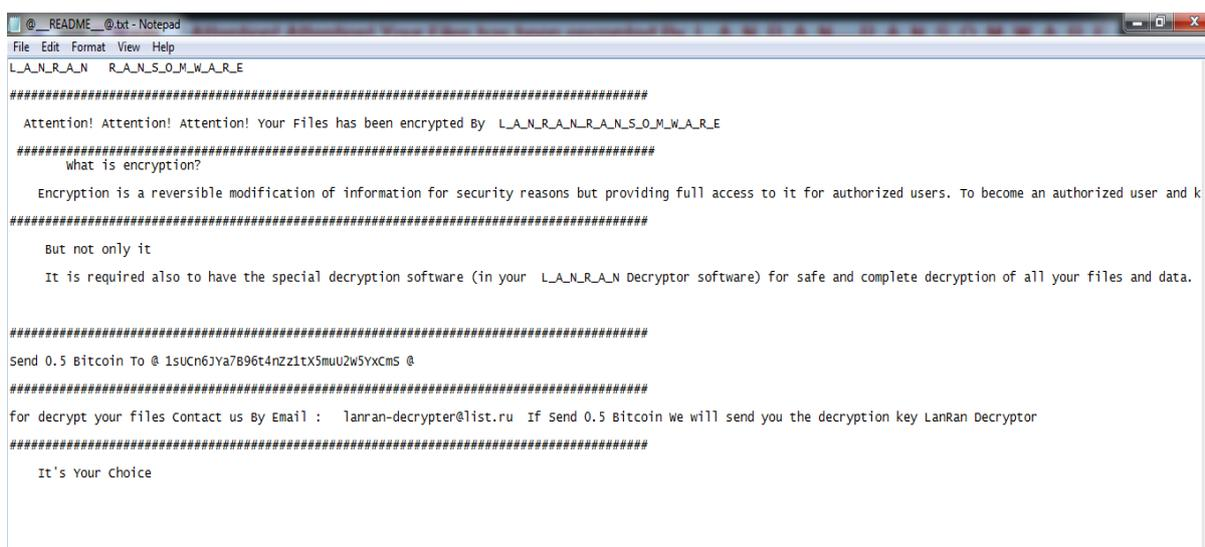 @__README__@.txt - Notepad
File Edit Format View Help
L_A_N_R_A_N R_A_N_S_O_M_W_A_R_E
##########################################################################################
Attention! Attention! Attention! Your Files has been encrypted By L_A_N_R_A_N_R_A_N_S_O_M_W_A_R_E
##########################################################################################
What is encryption?
Encryption is a reversible modification of information for security reasons but providing full access to it for authorized users. To become an authorized user and k
##########################################################################################
But not only it
It is required also to have the special decryption software (in your L_A_N_R_A_N Decryptor software) for safe and complete decryption of all your files and data.
##########################################################################################
Send 0.5 Bitcoin To @ 1sUCn6JYa7B96t4nZz1tX5muU2W5YxCmS @
##########################################################################################
for decrypt your files Contact us By Email : lanran-decrypter@list.ru If Send 0.5 Bitcoin We will send you the decryption key LanRan Decryptor
##########################################################################################
It's Your Choice